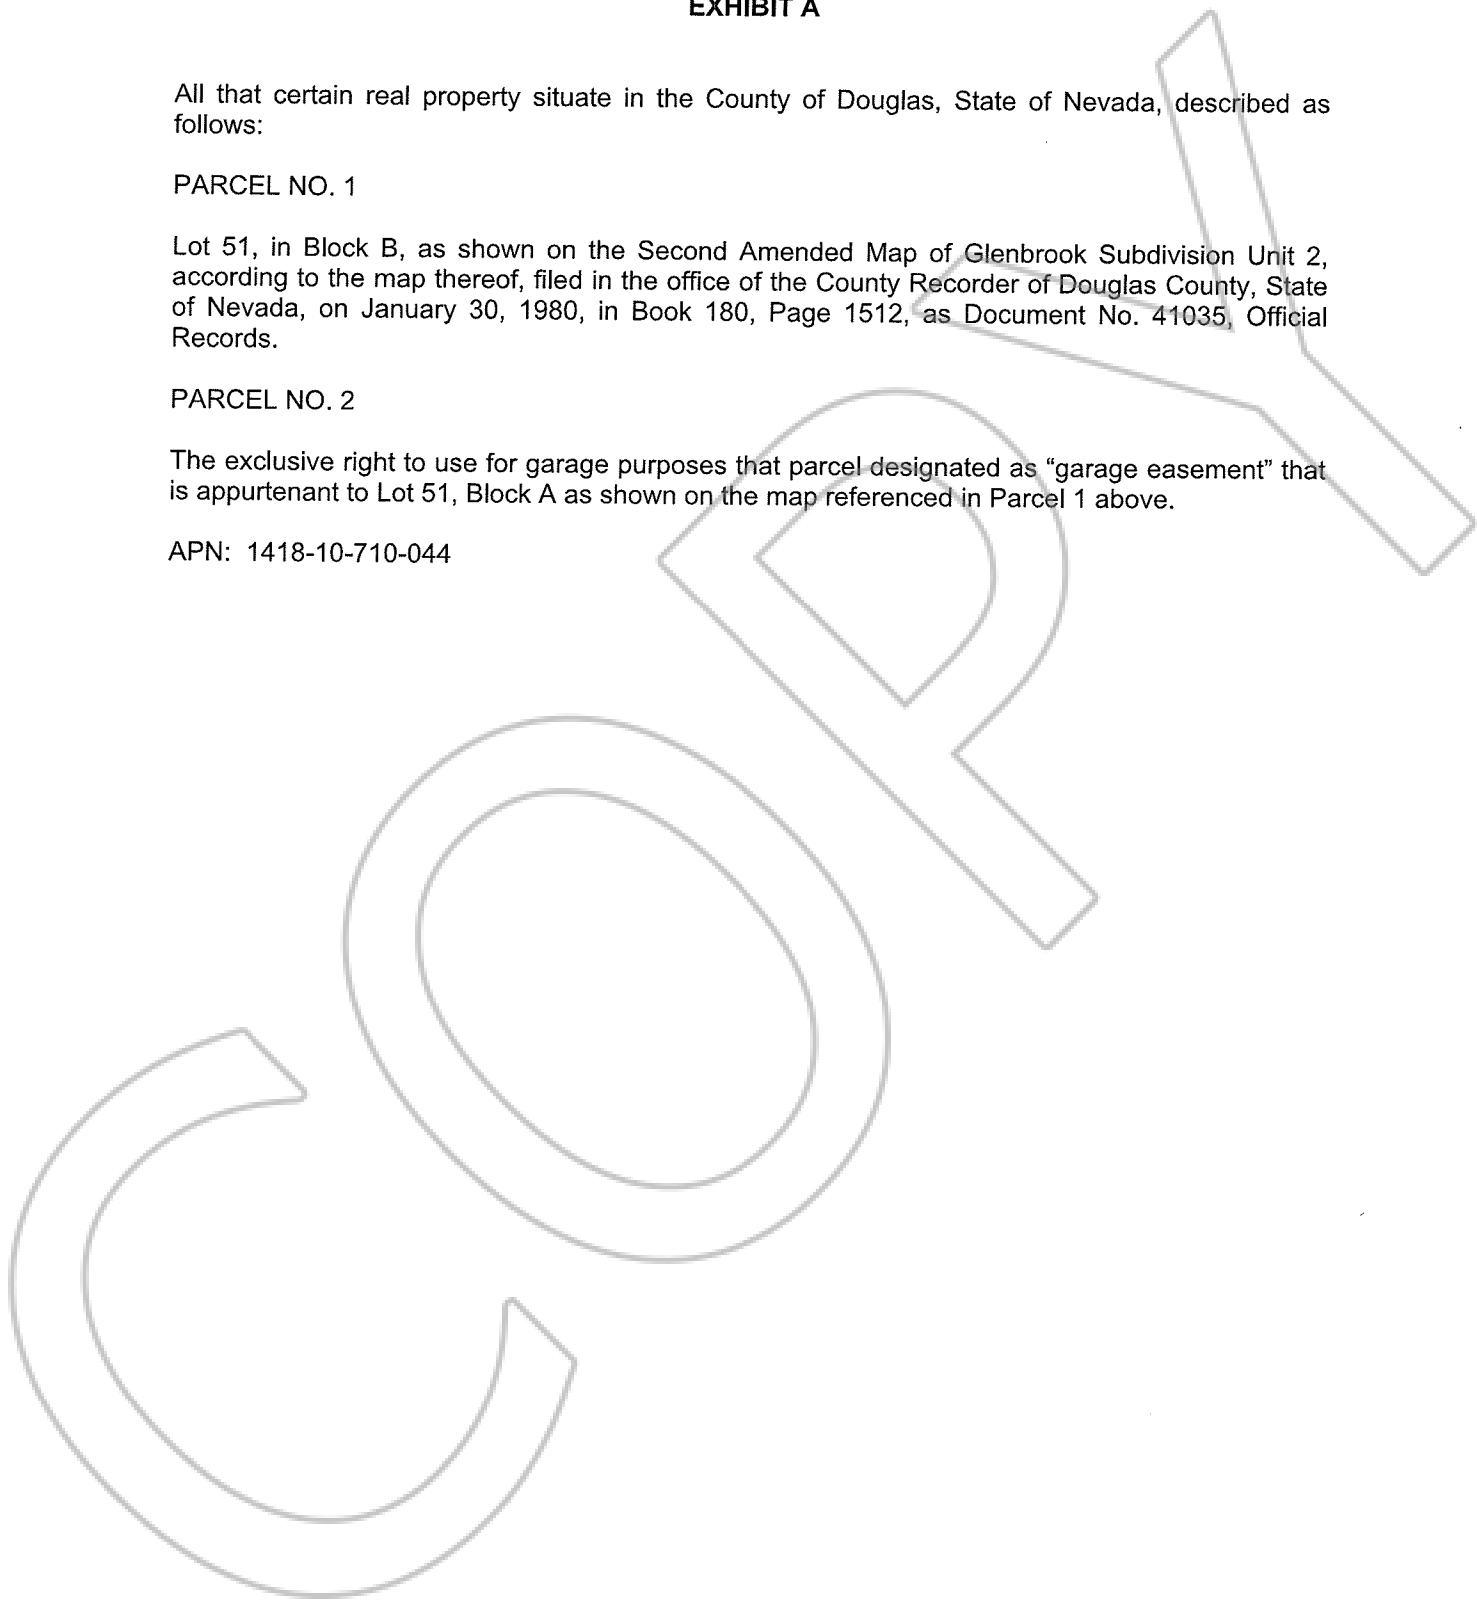 EXHIBIT A
All that certain real property situate in the County of Douglas, State of Nevada, described as
follows:
PARCEL NO. 1
Lot 51, in Block B, as shown on the Second Amended Map of Glenbrook Subdivision Unit 2,
according to the map thereof, filed in the office of the County Recorder of Douglas County, State
of Nevada, on January 30, 1980, in Book 180, Page 1512, as Document No. 41035, Official
Records.
PARCEL NO. 2
The exclusive right to use for garage purposes that parcel designated as “garage easement” that
is appurtenant to Lot 51, Block A as shown on the map referenced in Parcel 1 above.
APN: 1418-10-710-044
COPY